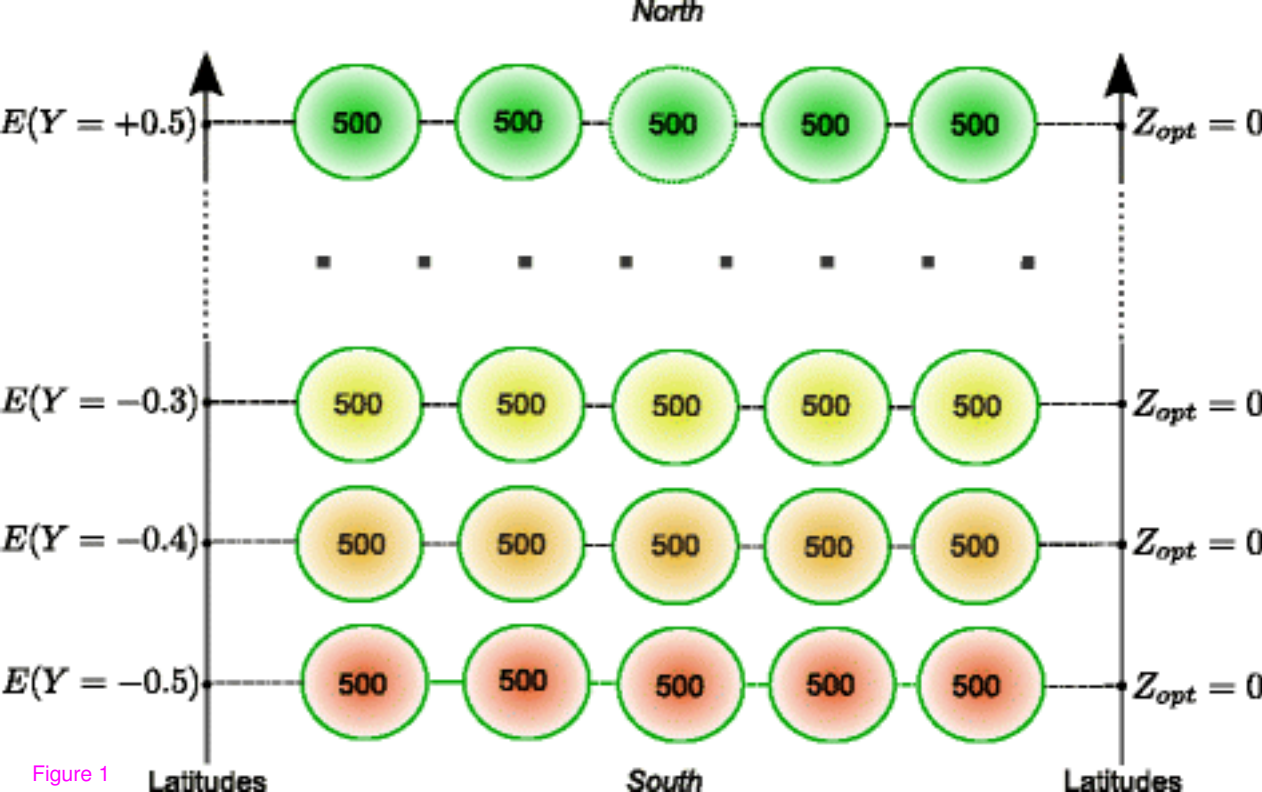 North
E(Y = +0.5) 500 500 500 500 500 Z_opt = 0
E(Y = −0.3) 500 500 500 500 500 Z_opt = 0
E(Y = −0.4) 500 500 500 500 500 Z_opt = 0
E(Y = −0.5) 500 500 500 500 500 Z_opt = 0
Figure 1 Latitudes South Latitudes